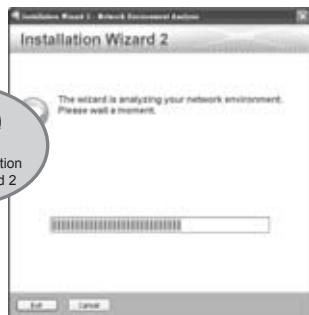 Installation Wizard 2 - Network Environment Analysis
Installation Wizard 2
The wizard is analyzing your network environment.
Please wait a moment.
tion
d 2
Exit
Cancel